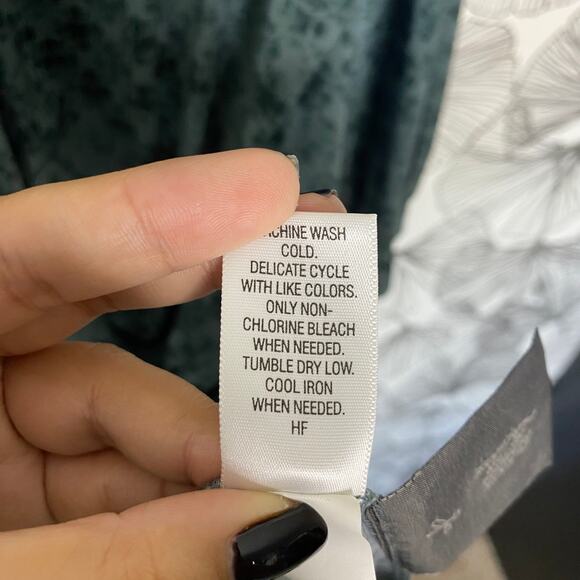 ACHINE WASH
COLD.
DELICATE CYCLE
WITH LIKE COLORS.
ONLY NON-
CHLORINE BLEACH
WHEN NEEDED.
TUMBLE DRY LOW.
COOL IRON
WHEN NEEDED.
HF